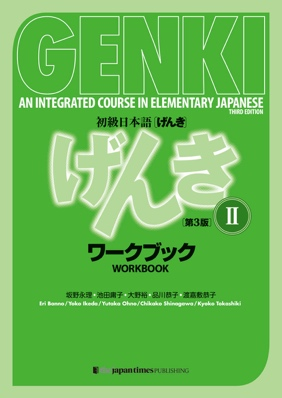 GENKI
AN INTEGRATED COURSE IN ELEMENTARY JAPANESE
THIRD EDITION
初級日本語[げんき]
げんき
[第3版]
II
ワークブック
WORKBOOK
坂野永理・池田庸子・大野裕・品川恭子・渡嘉敷恭子
Eri Banno / Yoko Ikeda / Yutaka Ohno / Chikako Shinagawa / Kyoko Tokashiki
the japantimes PUBLISHING